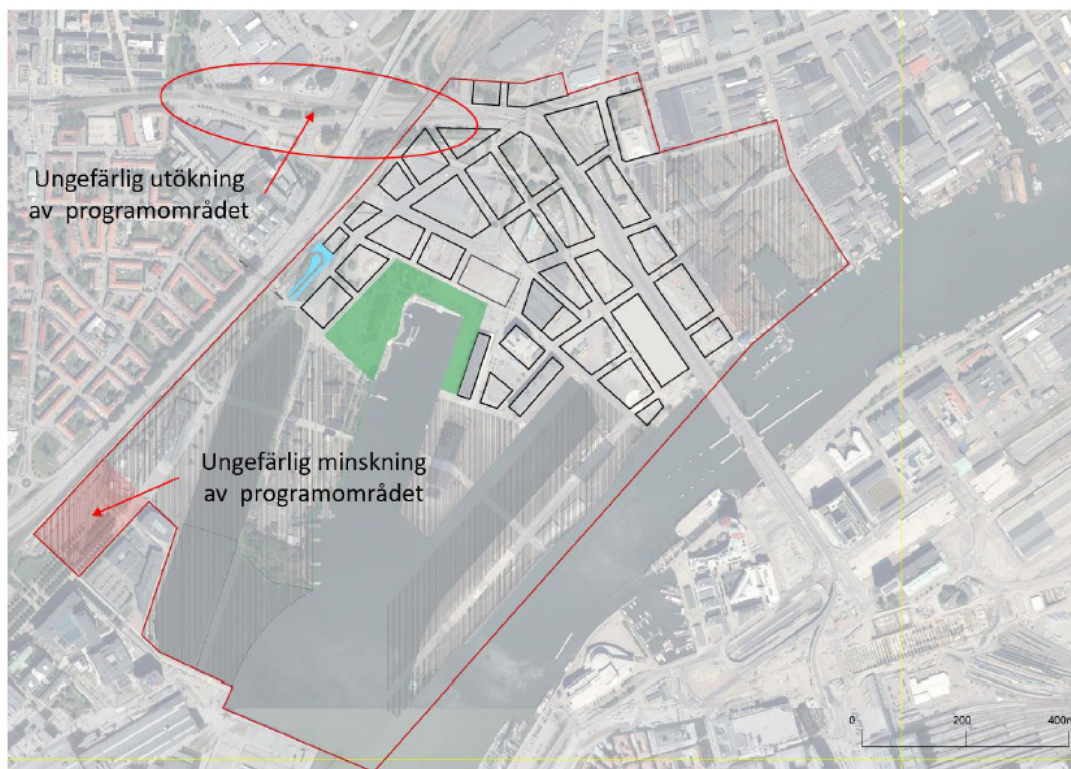 Ungefärlig utökning
av programområdet
Ungefärlig minskning
av programområdet
0 200 400m